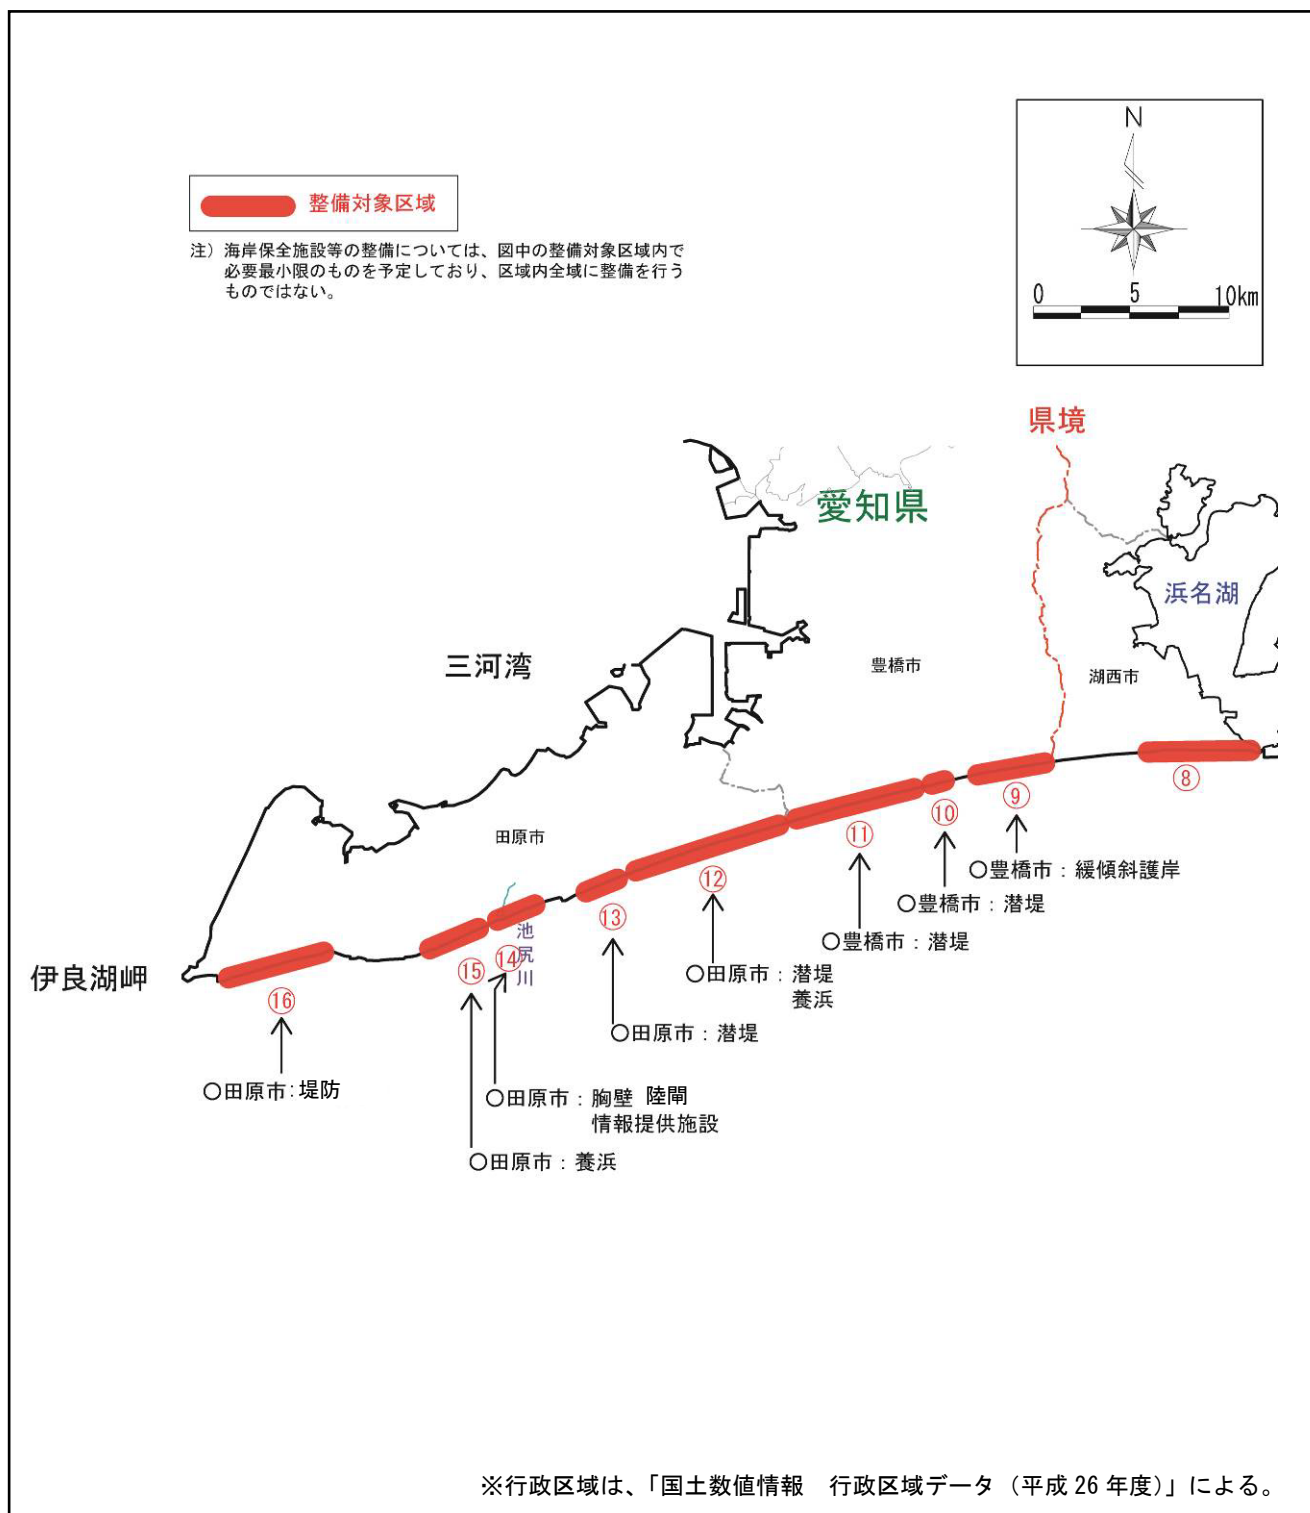 N
0 5 10km
整備対象区域
注）海岸保全施設等の整備については、図中の整備対象区域内で
必要最小限のものを予定しており、区域内全域に整備を行う
ものではない。
県境
愛知県
浜名湖
三河湾
豊橋市
湖西市
田原市
池尻川
伊良湖岬
⑧
⑨
⑩
⑪
⑫
⑬
⑭
⑮
⑯
○豊橋市：緩傾斜護岸
○豊橋市：潜堤
○豊橋市：潜堤
○田原市：潜堤
養浜
○田原市：潜堤
○田原市：胸壁 陸閘
情報提供施設
○田原市：養浜
○田原市：堤防
※行政区域は、「国土数値情報　行政区域データ（平成 26 年度）」による。